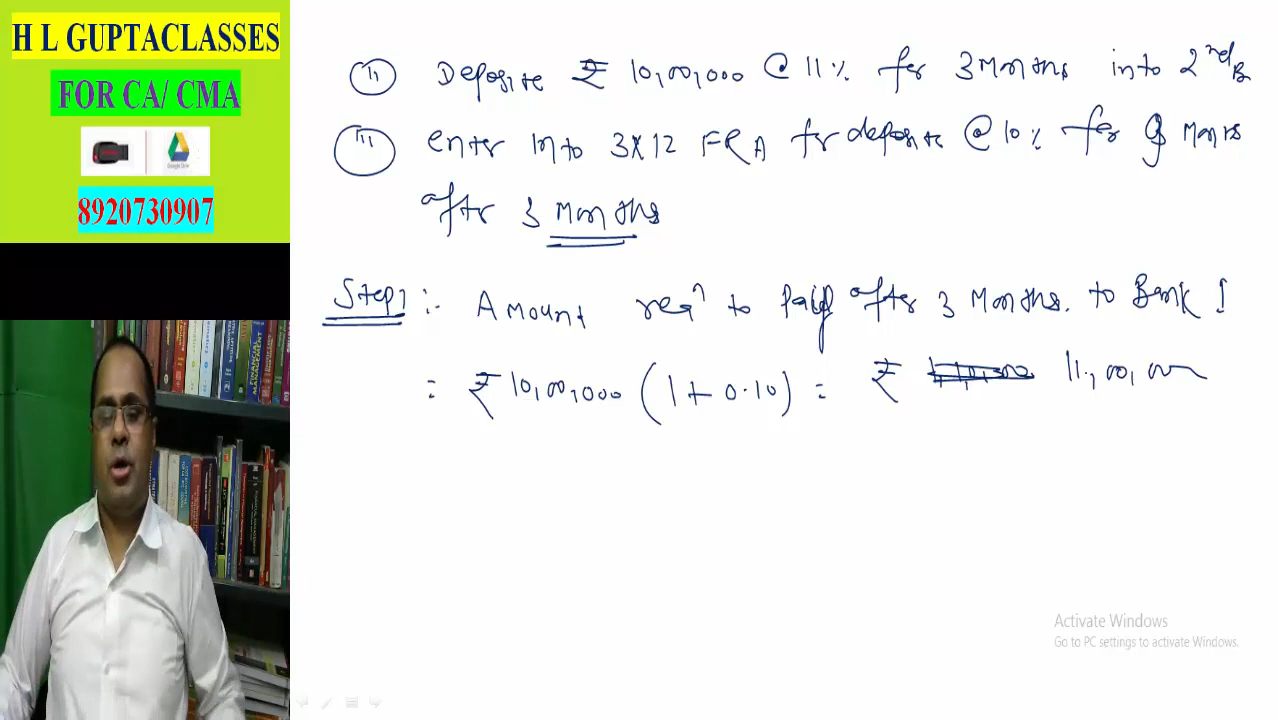 H L GUPTACLASSES
FOR CA/ CMA
8920730907
(ii) Deposite ₹ 10,00,000 @ 11% for 3 Months into 2nd B
(iii) enter into 3X12 FRA for deposite @ 10% for 9 Months
after 3 Months
Step 1 :- Amount reqn to paid after 3 Months. to Bank I
= ₹ 10,00,000 (1 + 0.10) = ₹ 11,00,000
Activate Windows
Go to PC settings to activate Windows.